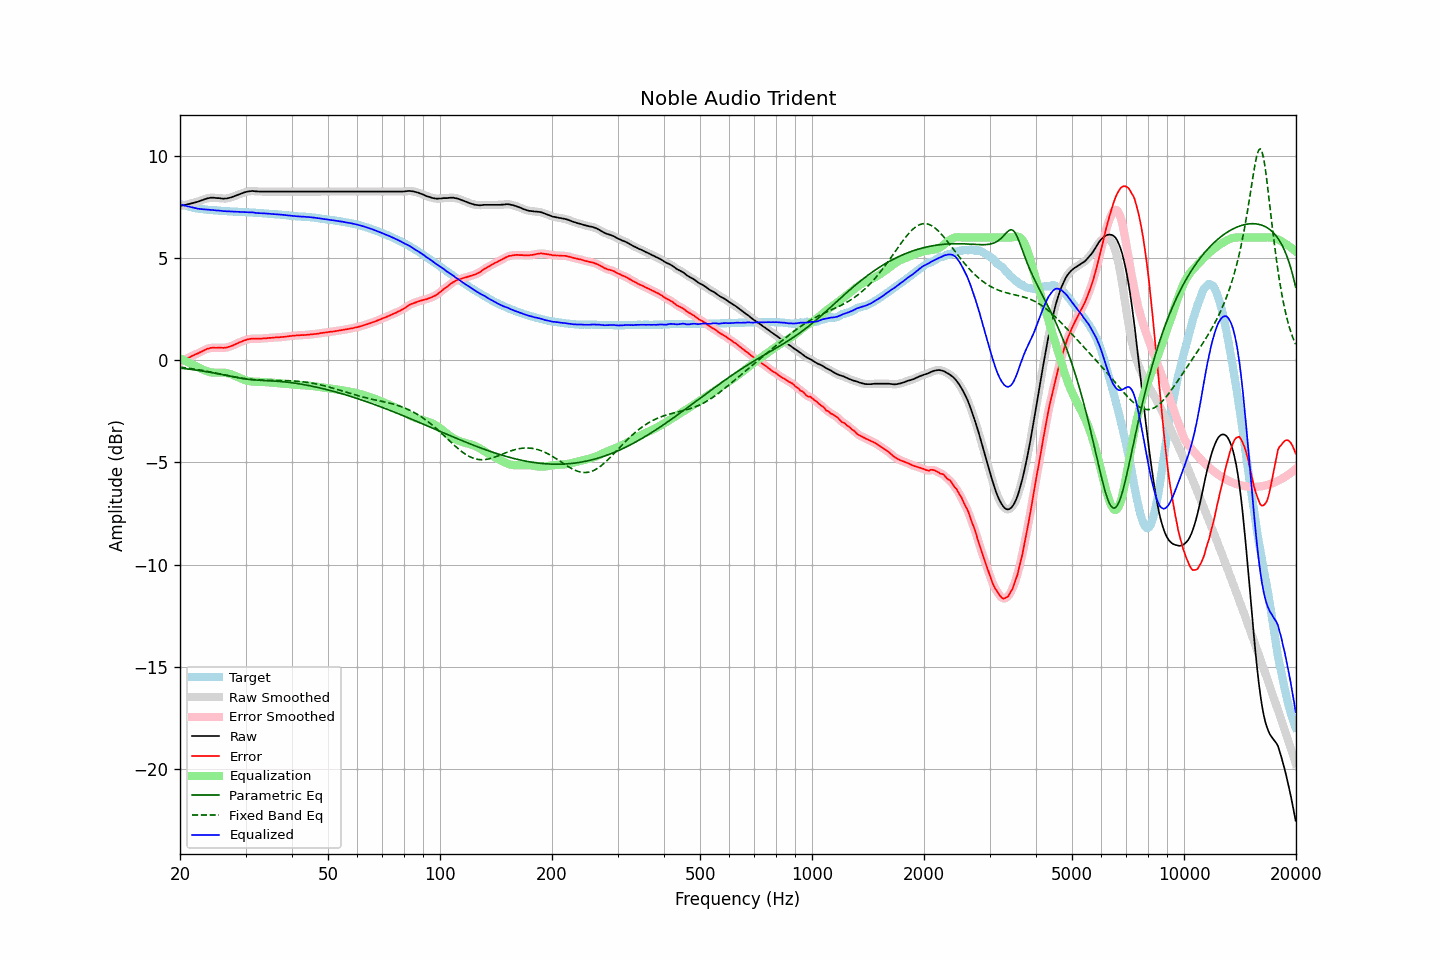 Noble Audio Trident
Amplitude (dBr)
10
5
0
−5
−10
−15
−20
Target
Raw Smoothed
Error Smoothed
Raw
Error
Equalization
Parametric Eq
Fixed Band Eq
Equalized
20 50 100 200 500 1000 2000 5000 10000 20000
Frequency (Hz)